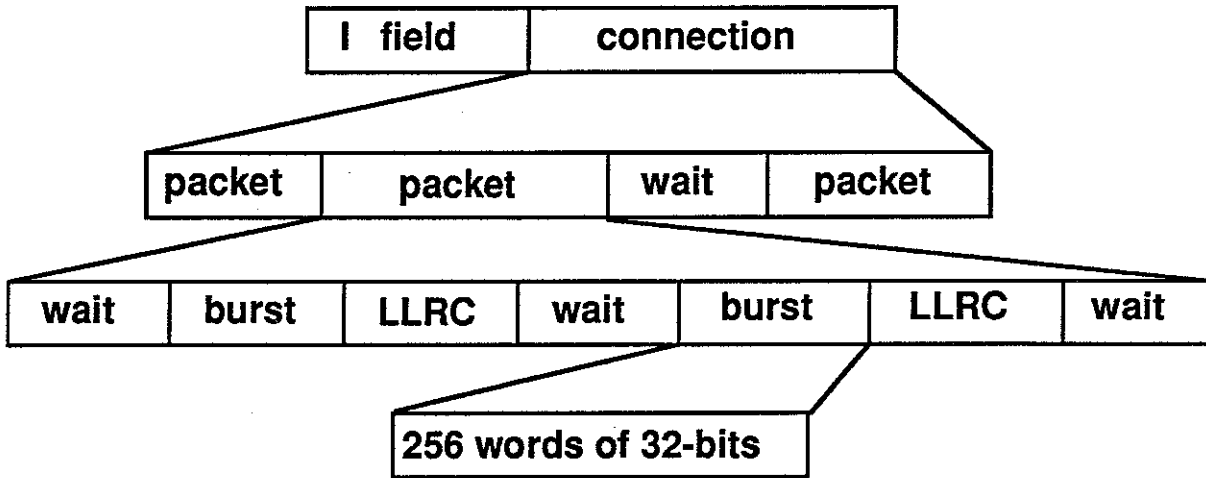 I field connection
packet packet wait packet
wait burst LLRC wait burst LLRC wait
256 words of 32-bits